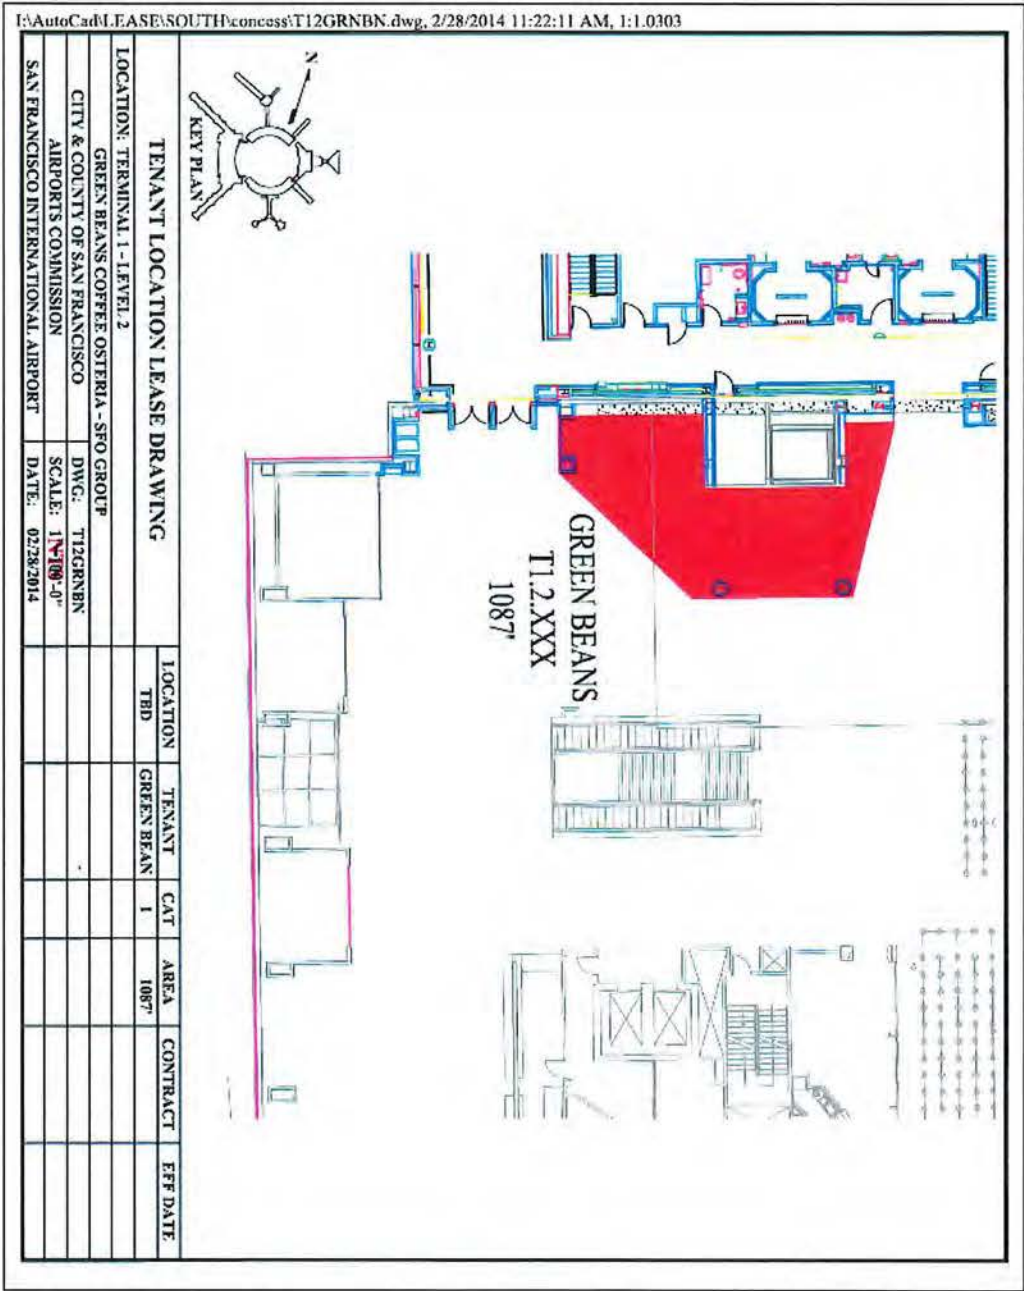 I:\AutoCad\LEASE\SOUTH\concess\T12GRNBN.dwg, 2/28/2014 11:22:11 AM, 1:1.0303
GREEN BEANS
T1.2.XXX
1087'
N
KEY PLAN
TENANT LOCATION LEASE DRAWING
LOCATION: TERMINAL 1 - LEVEL 2
GREEN BEANS COFFEE OSTERIA - SFO GROUP
CITY & COUNTY OF SAN FRANCISCO
AIRPORTS COMMISSION
SAN FRANCISCO INTERNATIONAL AIRPORT
DWG: T12GRNBN
SCALE:
DATE: 02/28/2014
LOCATION TENANT CAT AREA CONTRACT EFF DATE
TBD GREEN BEAN 1 1087'